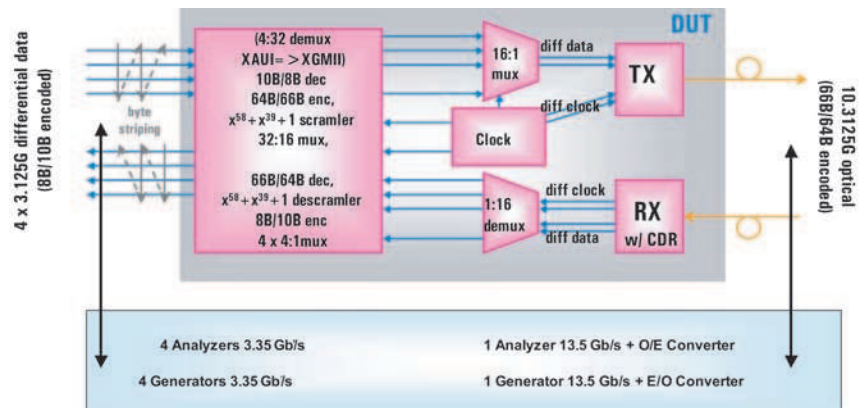 DUT
4 x 3.125G differential data
(8B/10B encoded)
byte
striping
(4:32 demux
XAUI= >XGMII)
10B/8B dec
64B/66B enc,
x58+x39+1 scramler
32:16 mux,
66B/64B dec,
x58+x39+1 descramler
8B/10B enc
4 x 4:1mux
16:1
mux
diff data
TX
diff clock
Clock
1:16
demux
diff clock
diff data
RX
w/ CDR
10.3125G optical
(66B/64B encoded)
4 Analyzers 3.35 Gb/s
4 Generators 3.35 Gb/s
1 Analyzer 13.5 Gb/s + O/E Converter
1 Generator 13.5 Gb/s + E/O Converter